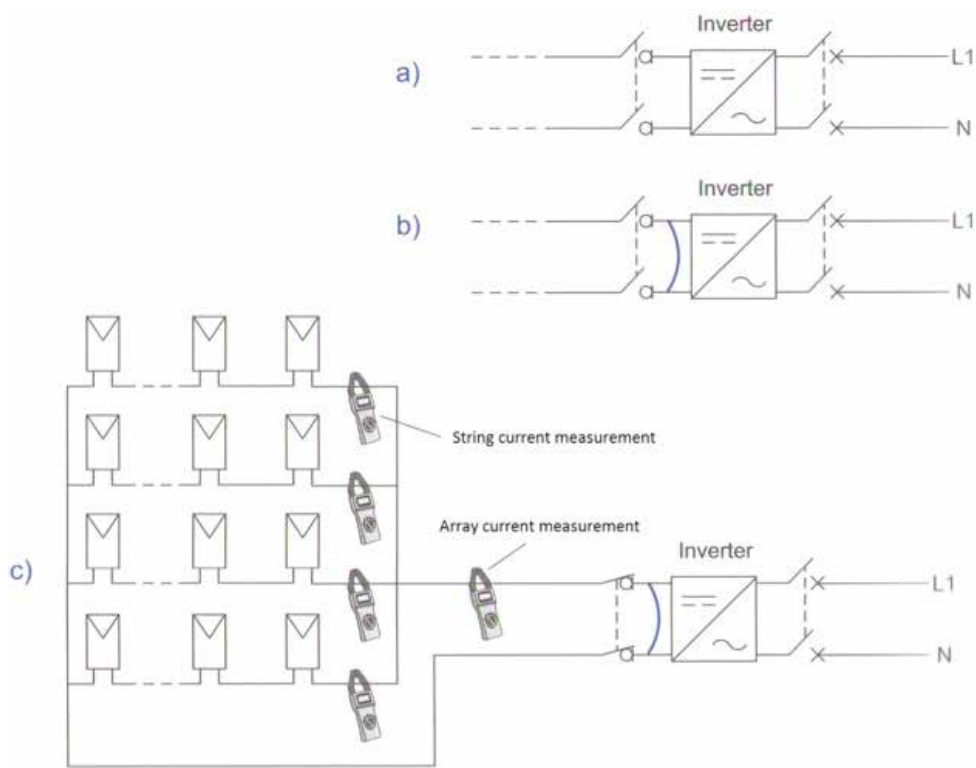 Inverter
a)
L1
N
Inverter
b)
L1
N
String current measurement
Array current measurement
Inverter
c)
L1
N